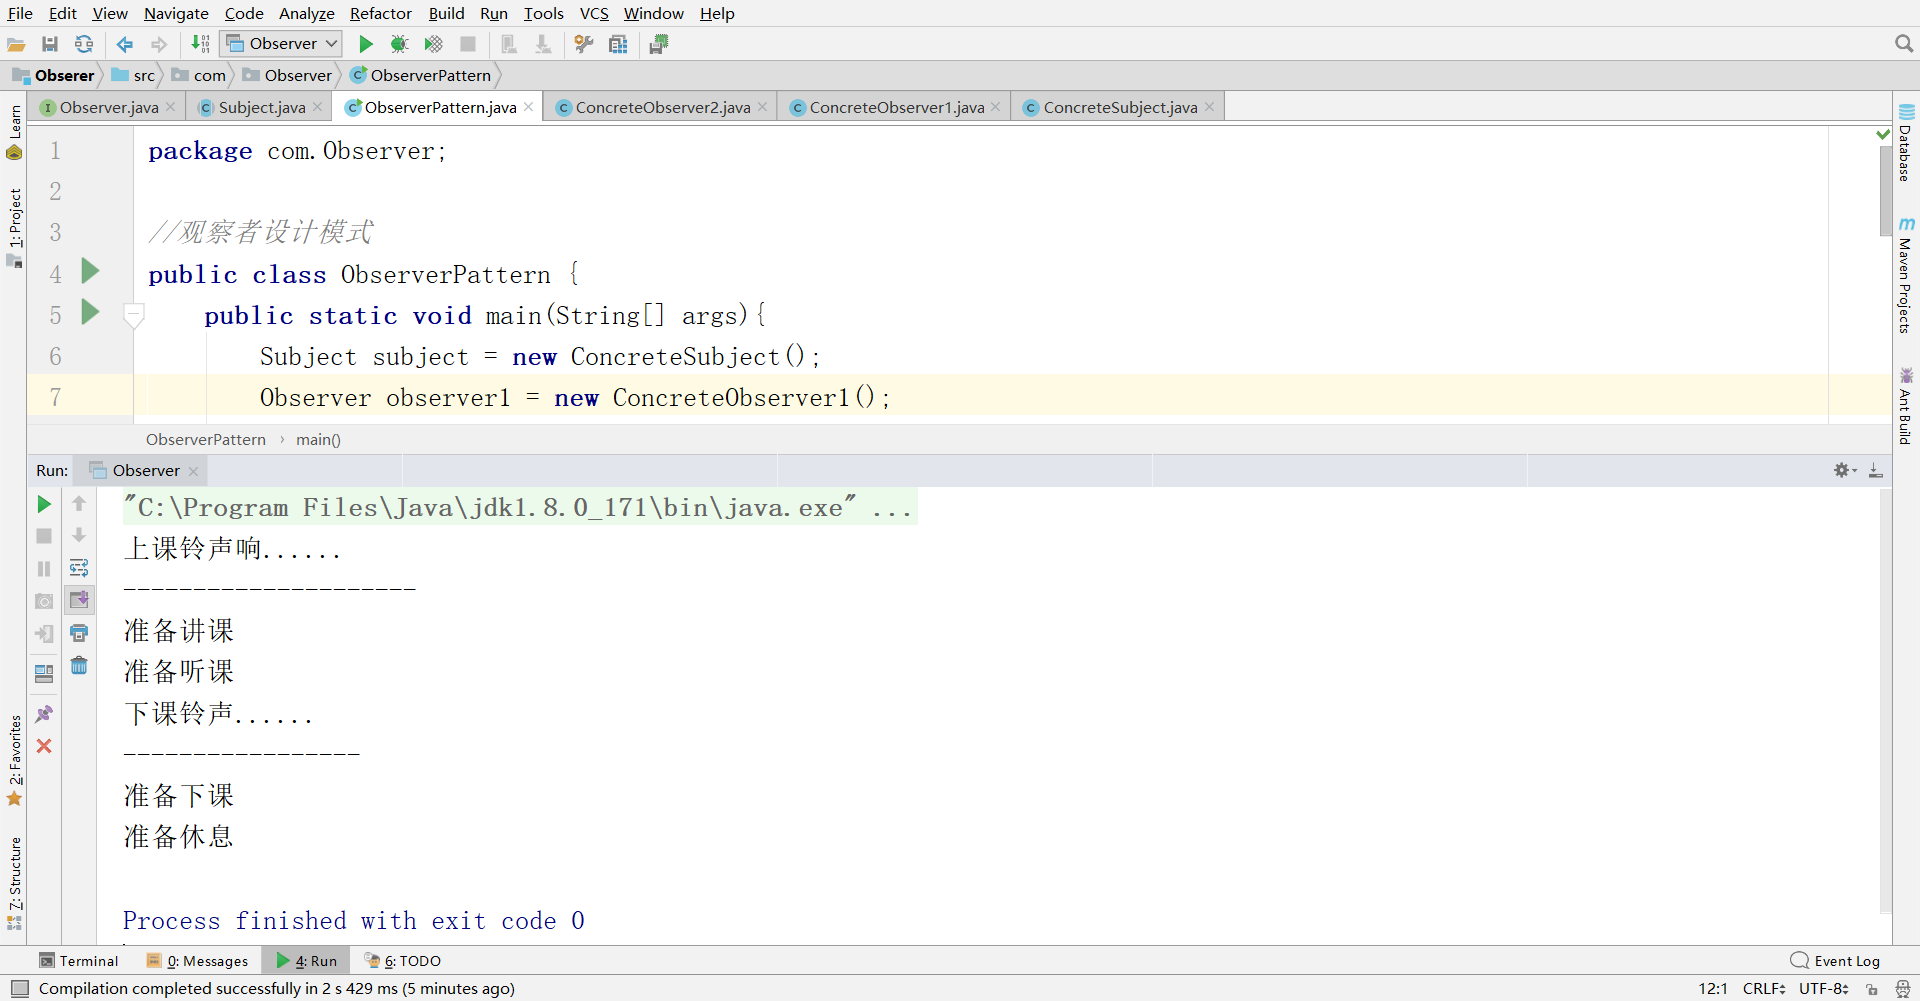 File Edit View Navigate Code Analyze Refactor Build Run Tools VCS Window Help
Observer
Obserer src com Observer ObserverPattern
Observer.java Subject.java ObserverPattern.java ConcreteObserver2.java ConcreteObserver1.java ConcreteSubject.java
1 package com.Observer;
2
3 //观察者设计模式
4 public class ObserverPattern {
5 public static void main(String[] args){
6 Subject subject = new ConcreteSubject();
7 Observer observer1 = new ConcreteObserver1();
ObserverPattern › main()
Run: Observer
"C:\Program Files\Java\jdk1.8.0_171\bin\java.exe" ...
上课铃声响......
---------------------
准备讲课
准备听课
下课铃声......
-----------------
准备下课
准备休息
Process finished with exit code 0
Learn
1: Project
2: Favorites
7: Structure
Database
m Maven Projects
Ant Build
Terminal 0: Messages 4: Run 6: TODO Event Log
Compilation completed successfully in 2 s 429 ms (5 minutes ago) 12:1 CRLF UTF-8